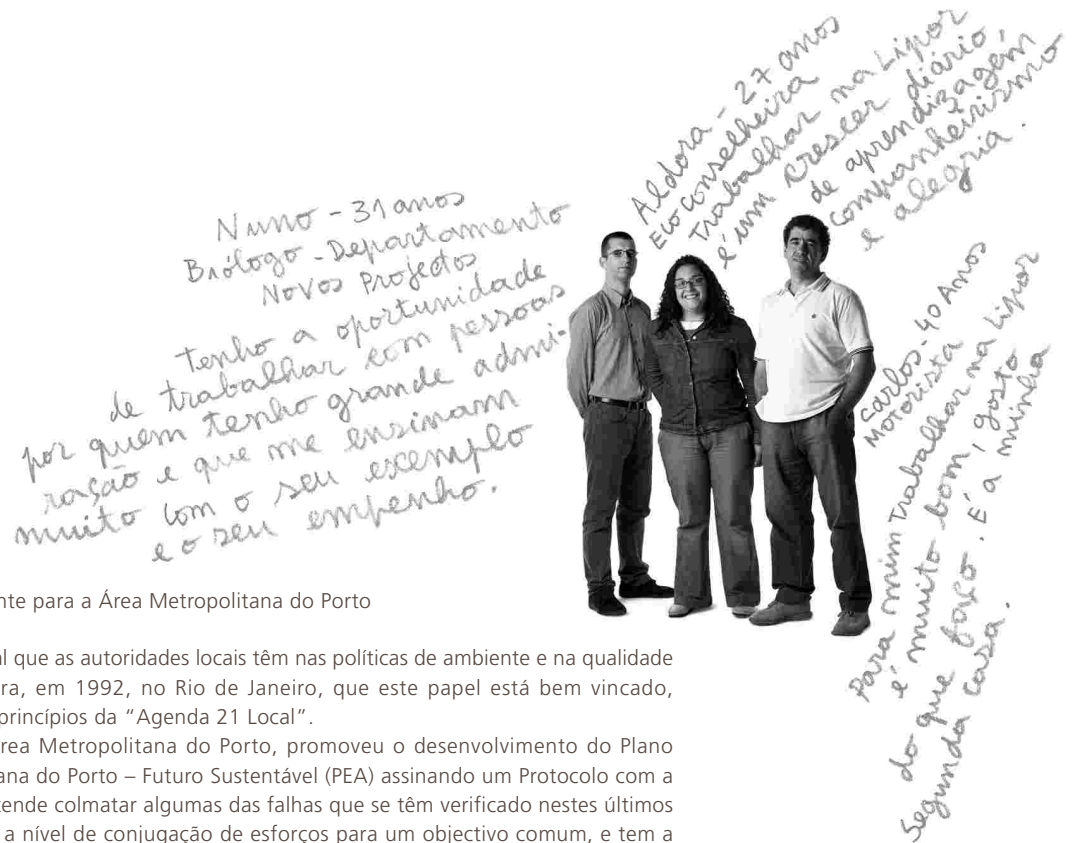 Nuno - 31 anos
Biólogo - Departamento
Novos Projectos
Tenho a oportunidade
de trabalhar com pessoas
por quem tenho grande admi-
ração e que me ensinam
muito com o seu exemplo
e o seu empenho.
Aldora - 27 anos
Eco Conselheira
Trabalhar na Lipor
é um crescer diário,
de aprendizagem,
companheirismo
e alegria.
Carlos - 40 Anos
Motorista
Para mim Trabalhar na Lipor
é muito bom, gosto
do que faço. É a minha
segunda casa.
nte para a Área Metropolitana do Porto
al que as autoridades locais têm nas políticas de ambiente e na qualidade
ra, em 1992, no Rio de Janeiro, que este papel está bem vincado,
princípios da “Agenda 21 Local”.
rea Metropolitana do Porto, promoveu o desenvolvimento do Plano
ana do Porto – Futuro Sustentável (PEA) assinando um Protocolo com a
tende colmatar algumas das falhas que se têm verificado nestes últimos
a nível de conjugação de esforços para um objectivo comum, e tem a